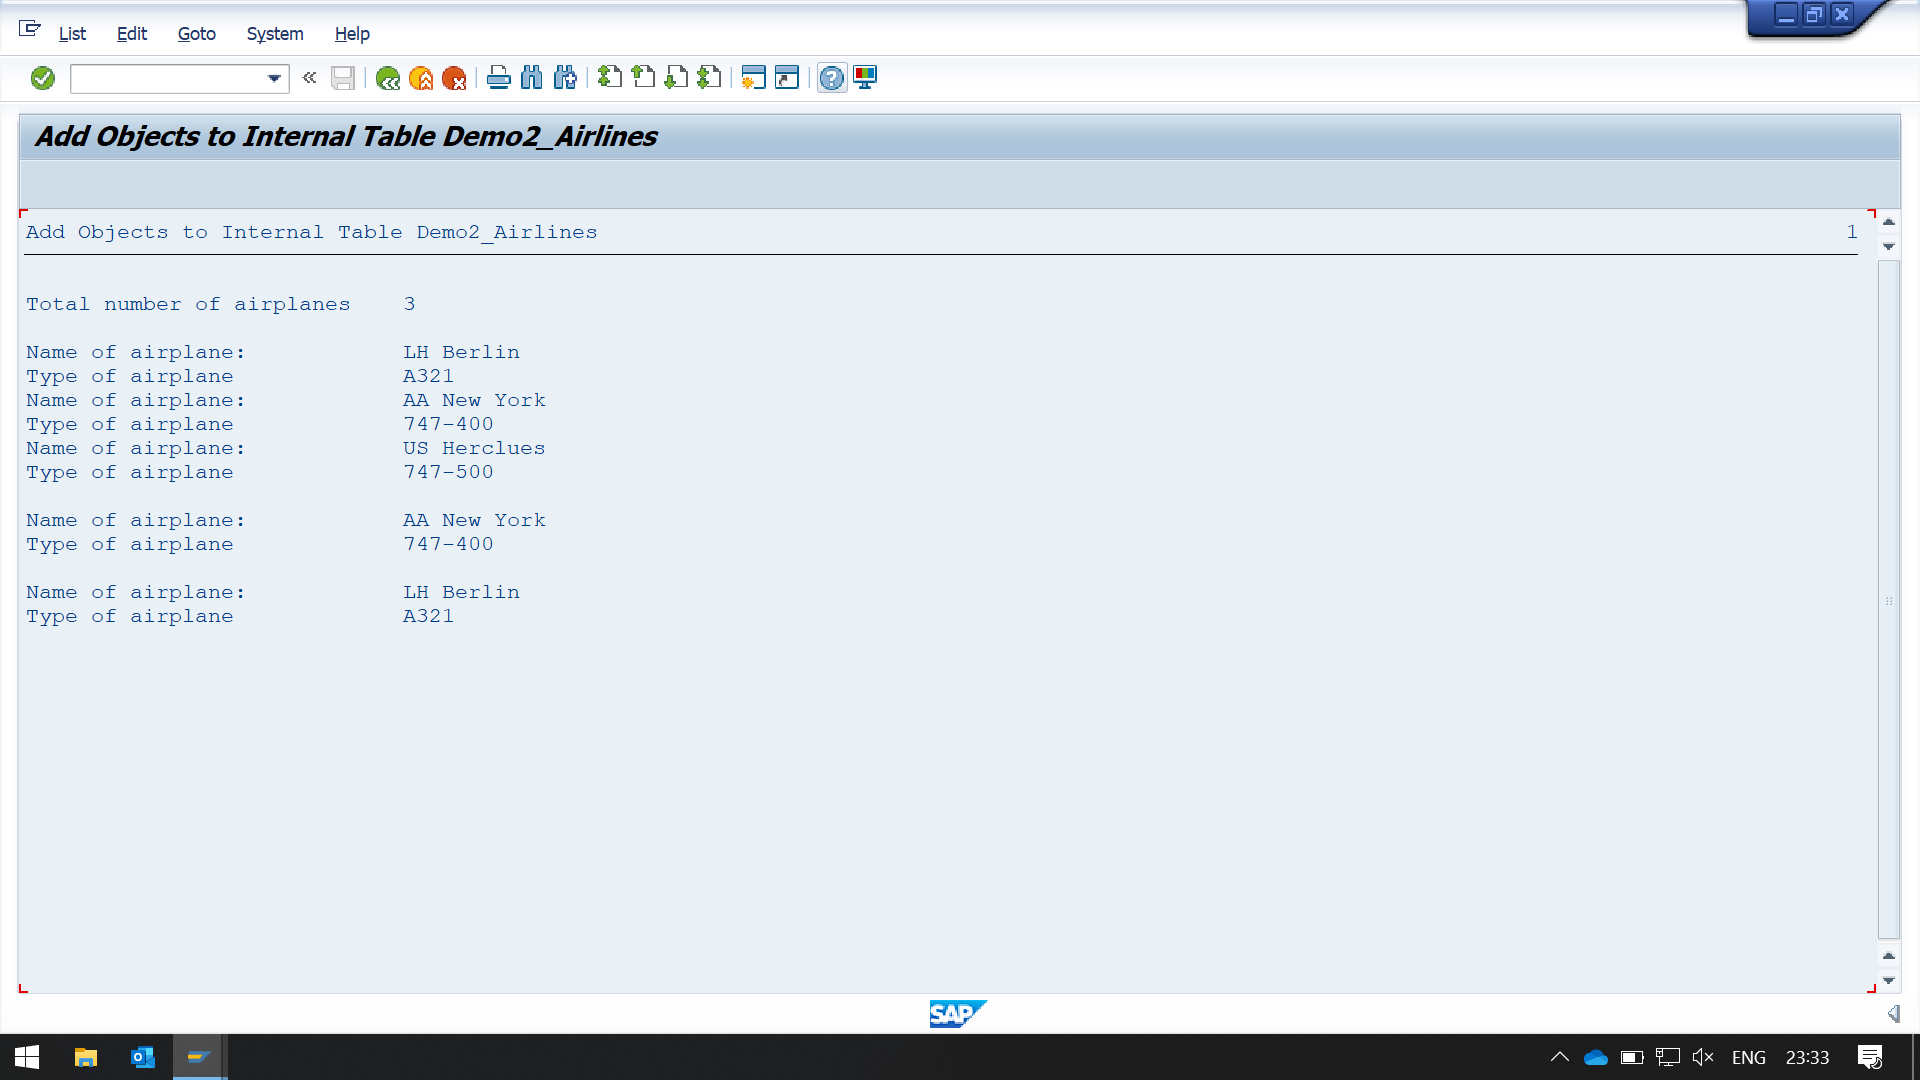 List Edit Goto System Help
Add Objects to Internal Table Demo2_Airlines
Add Objects to Internal Table Demo2_Airlines 1
Total number of airplanes 3
Name of airplane: LH Berlin
Type of airplane A321
Name of airplane: AA New York
Type of airplane 747-400
Name of airplane: US Herclues
Type of airplane 747-500
Name of airplane: AA New York
Type of airplane 747-400
Name of airplane: LH Berlin
Type of airplane A321
SAP
ENG 23:33